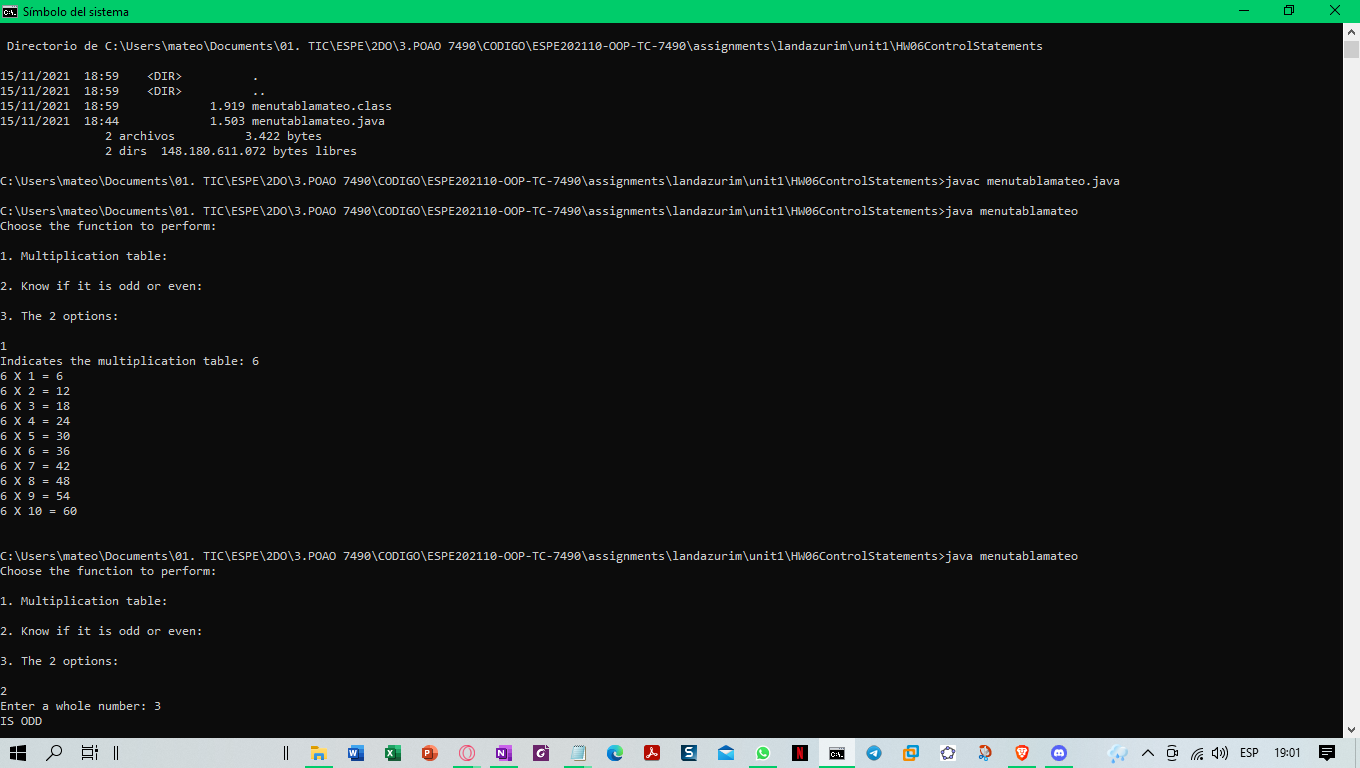 Símbolo del sistema
Directorio de C:\Users\mateo\Documents\01. TIC\ESPE\2DO\3.POAO 7490\CODIGO\ESPE202110-OOP-TC-7490\assignments\landazurim\unit1\HW06ControlStatements
15/11/2021  18:59    <DIR>          .
15/11/2021  18:59    <DIR>          ..
15/11/2021  18:59             1.919 menutablamateo.class
15/11/2021  18:44             1.503 menutablamateo.java
2 archivos          3.422 bytes
2 dirs  148.180.611.072 bytes libres
C:\Users\mateo\Documents\01. TIC\ESPE\2DO\3.POAO 7490\CODIGO\ESPE202110-OOP-TC-7490\assignments\landazurim\unit1\HW06ControlStatements>javac menutablamateo.java
C:\Users\mateo\Documents\01. TIC\ESPE\2DO\3.POAO 7490\CODIGO\ESPE202110-OOP-TC-7490\assignments\landazurim\unit1\HW06ControlStatements>java menutablamateo
Choose the function to perform:
1. Multiplication table:
2. Know if it is odd or even:
3. The 2 options:
1
Indicates the multiplication table: 6
6 X 1 = 6
6 X 2 = 12
6 X 3 = 18
6 X 4 = 24
6 X 5 = 30
6 X 6 = 36
6 X 7 = 42
6 X 8 = 48
6 X 9 = 54
6 X 10 = 60
C:\Users\mateo\Documents\01. TIC\ESPE\2DO\3.POAO 7490\CODIGO\ESPE202110-OOP-TC-7490\assignments\landazurim\unit1\HW06ControlStatements>java menutablamateo
Choose the function to perform:
1. Multiplication table:
2. Know if it is odd or even:
3. The 2 options:
2
Enter a whole number: 3
IS ODD
ESP
19:01